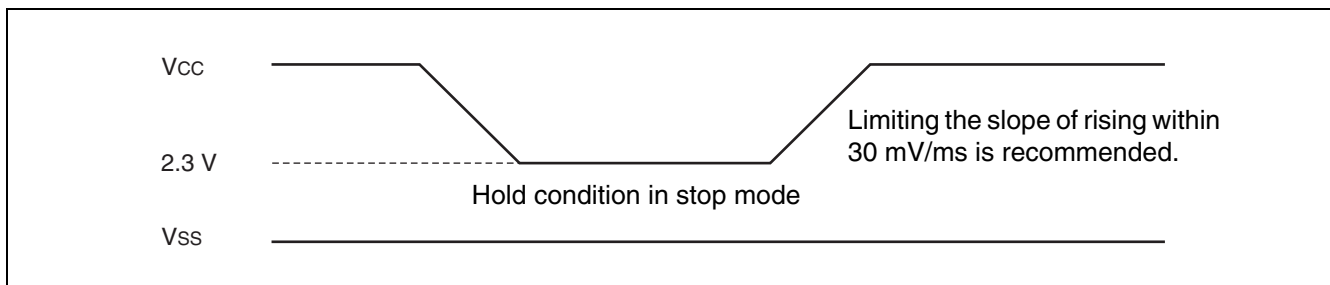 VCC
Limiting the slope of rising within
30 mV/ms is recommended.
2.3 V
Hold condition in stop mode
VSS